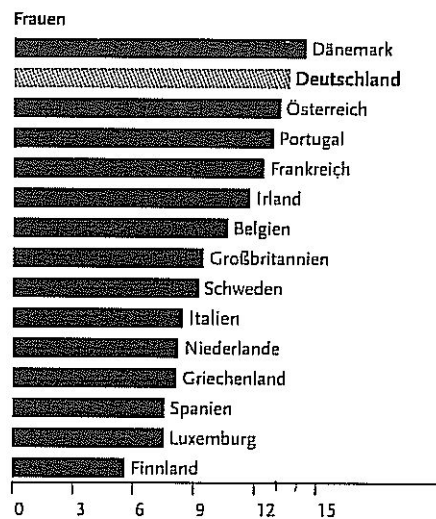 Frauen
Dänemark
Deutschland
Österreich
Portugal
Frankreich
Irland
Belgien
Großbritannien
Schweden
Italien
Niederlande
Griechenland
Spanien
Luxemburg
Finnland
0 3 6 9 12 15